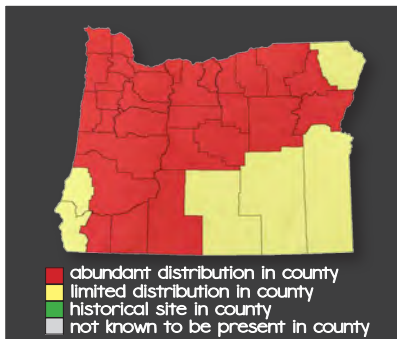 abundant distribution in county
limited distribution in county
historical site in county
not known to be present in county